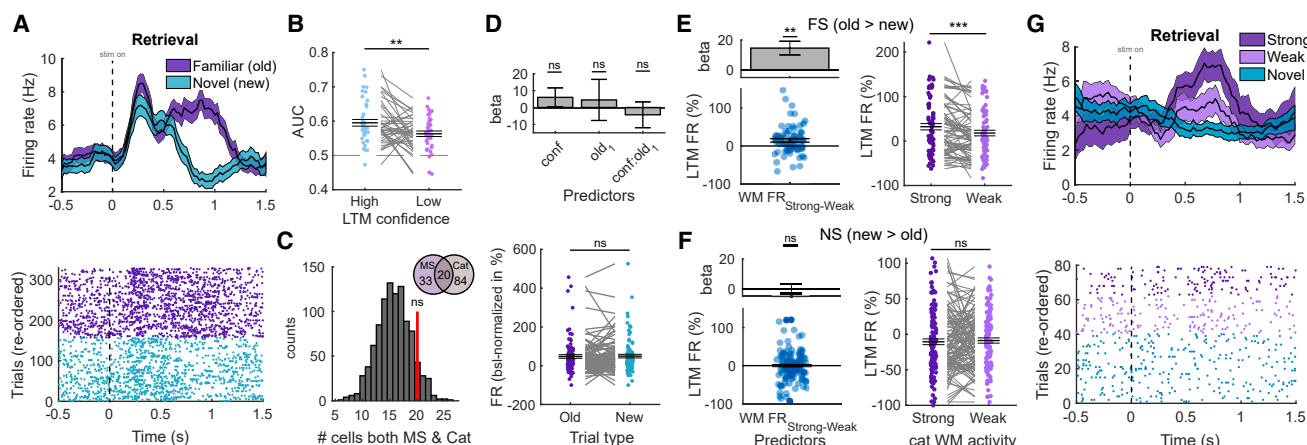 A
Retrieval
stim on
Familiar (old)
Novel (new)
Firing rate (Hz)
10
8
6
4
2
-0.5 0 0.5 1 1.5
Trials (re-ordered)
300
200
100
0
-0.5 0 0.5 1 1.5
Time (s)
B
**
AUC
0.8
0.7
0.6
0.5
0.4
High Low
LTM confidence
C
MS Cat
33 20 84
ns
counts
150
100
50
0
5 10 15 20 25
# cells both MS & Cat
D
ns ns ns
beta
20
10
0
-10
conf old1 conf:old1
Predictors
ns
FR (bsl-normalized in %)
600
400
200
0
-200
Old New
Trial type
E
FS (old > new)
**
beta
20
0
LTM FR (%)
100
0
-100
WM FRStrong-Weak
***
LTM FR (%)
200
100
0
-100
Strong Weak
F
NS (new > old)
ns
beta
20
0
LTM FR (%)
100
0
-100
WM FRStrong-Weak
Predictors
ns
LTM FR (%)
100
50
0
-50
-100
Strong Weak
cat WM activity
G
Retrieval
stim on
Strong
Weak
Novel
Firing rate (Hz)
8
6
4
2
-0.5 0 0.5 1 1.5
Trials (re-ordered)
80
60
40
20
0
-0.5 0 0.5 1 1.5
Time (s)